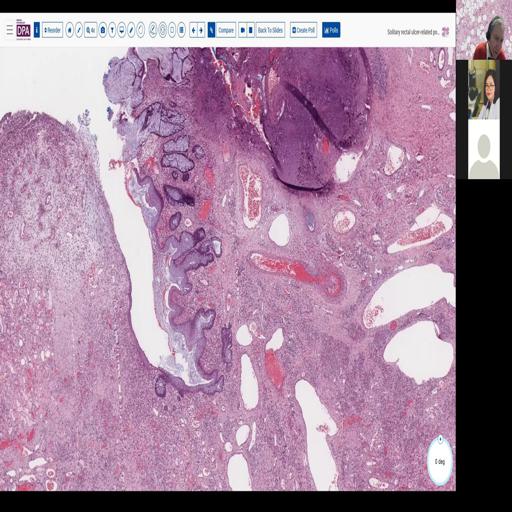 DPA
Reorder
4x
Compare
Back To Slides
Create Poll
Polls
Solitary rectal ulcer-related po...
0 deg